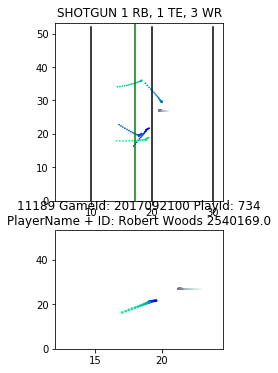 SHOTGUN 1 RB, 1 TE, 3 WR
50
40
30
20
10
0
10 20 30
11189 GameId: 2017092100 PlayId: 734
PlayerName + ID: Robert Woods 2540169.0
40
20
0
15 20